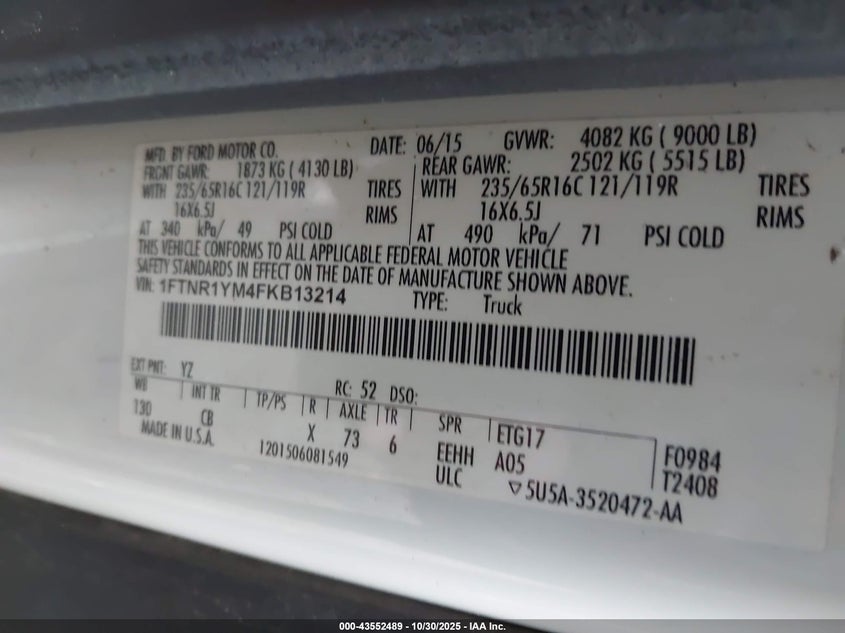 MFD. BY FORD MOTOR CO. DATE: 06/15 GVWR: 4082 KG ( 9000 LB)
FRONT GAWR: 1873 KG ( 4130 LB) REAR GAWR: 2502 KG ( 5515 LB)
WITH 235/65R16C 121/119R TIRES WITH 235/65R16C 121/119R TIRES
16X6.5J RIMS 16X6.5J RIMS
AT 340 kPa/ 49 PSI COLD AT 490 kPa/ 71 PSI COLD
THIS VEHICLE CONFORMS TO ALL APPLICABLE FEDERAL MOTOR VEHICLE
SAFETY STANDARDS IN EFFECT ON THE DATE OF MANUFACTURE SHOWN ABOVE.
VIN: 1FTNR1YM4FKB13214 TYPE: Truck
EXT PNT: YZ RC: 52 DSO:
WB INT TR TP/PS R AXLE TR SPR ETG17
130 CB X 73 6 EEHH A05 F0984
MADE IN U.S.A. 1201506081549 ULC T2408
▽5U5A-3520472-AA
000-43552489 - 10/30/2025 - IAA Inc.